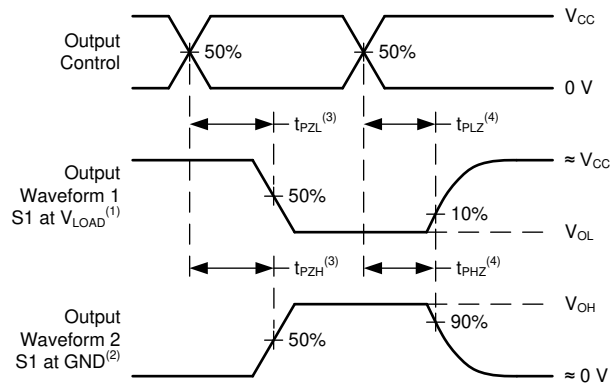 Output
Control
50%
50%
V_CC
0 V
t_PZL^(3)
t_PLZ^(4)
Output
Waveform 1
S1 at V_LOAD^(1)
50%
10%
≈ V_CC
V_OL
t_PZH^(3)
t_PHZ^(4)
Output
Waveform 2
S1 at GND^(2)
50%
90%
V_OH
≈ 0 V